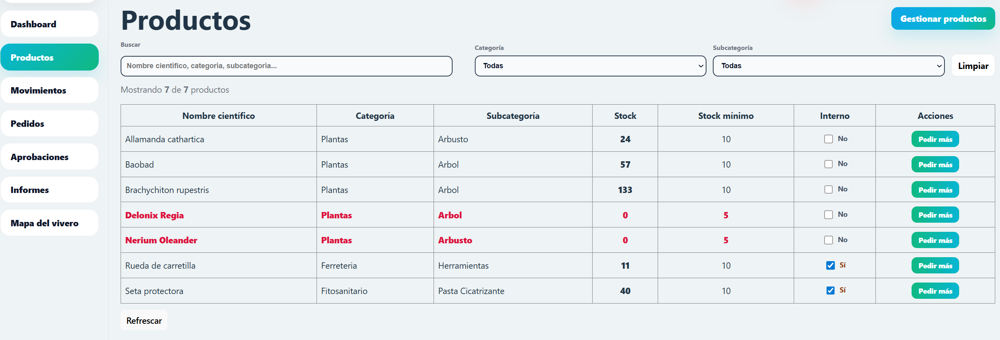 Dashboard
Productos
Movimientos
Pedidos
Aprobaciones
Informes
Mapa del vivero
Productos
Gestionar productos
Buscar
Nombre científico, categoría, subcategoría...
Categoría
Todas
Subcategoría
Todas
Limpiar
Mostrando 7 de 7 productos
Nombre científico Categoría Subcategoría Stock Stock mínimo Interno Acciones
Allamanda cathartica Plantas Arbusto 24 10 No Pedir más
Baobad Plantas Arbol 57 10 No Pedir más
Brachychiton rupestris Plantas Arbol 133 10 No Pedir más
Delonix Regia Plantas Arbol 0 5 No Pedir más
Nerium Oleander Plantas Arbusto 0 5 No Pedir más
Rueda de carretilla Ferreteria Herramientas 11 10 Sí Pedir más
Seta protectora Fitosanitario Pasta Cicatrizante 40 10 Sí Pedir más
Refrescar